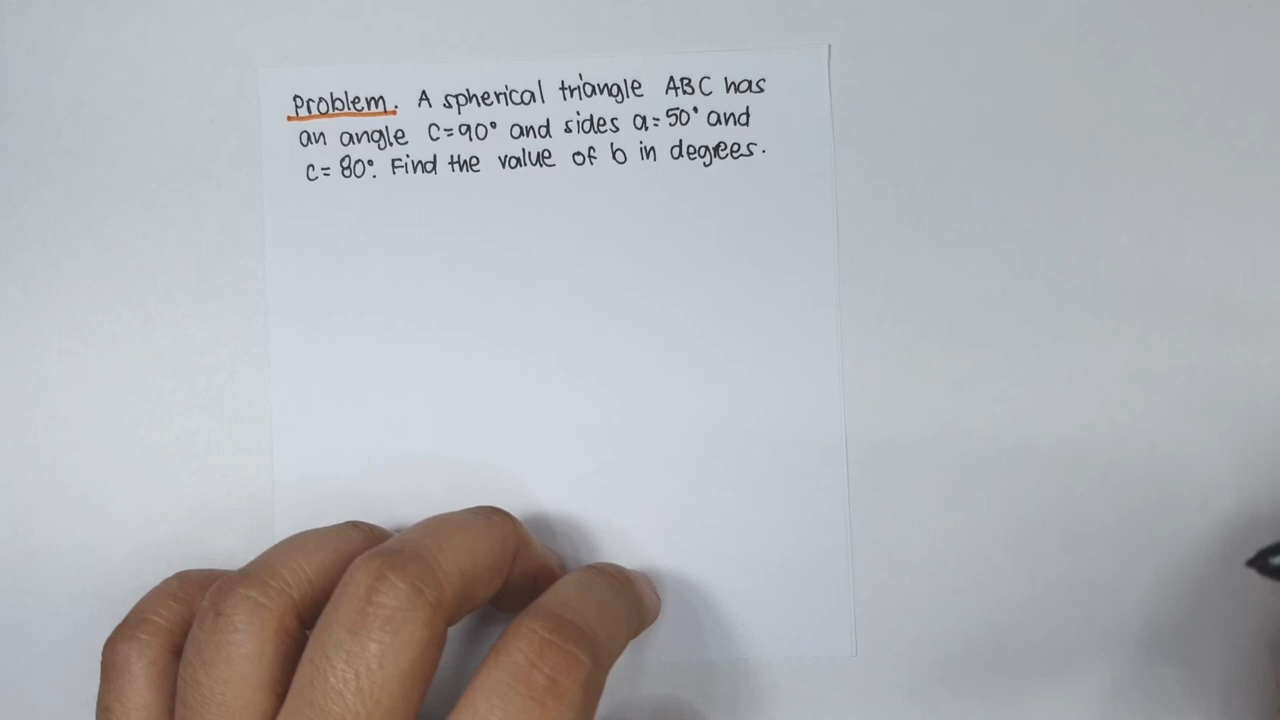 Problem. A spherical triangle ABC has
an angle C=90° and sides a=50° and
c= 80°. Find the value of b in degrees.